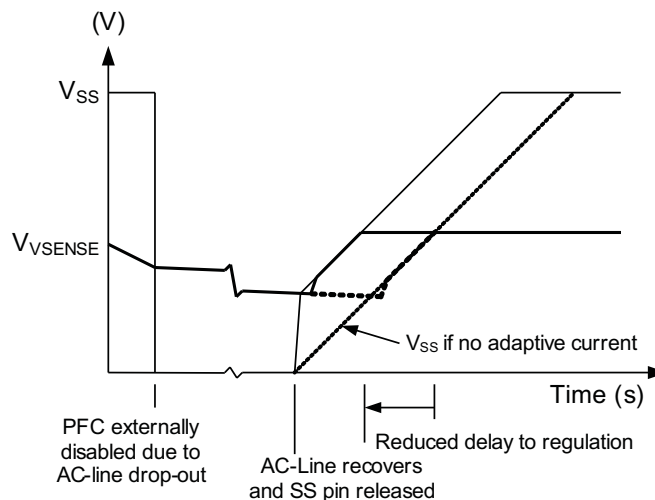 (V)
VSS
VVSENSE
VSS if no adaptive current
Time (s)
PFC externally
disabled due to
AC-line drop-out
AC-Line recovers
and SS pin released
Reduced delay to regulation